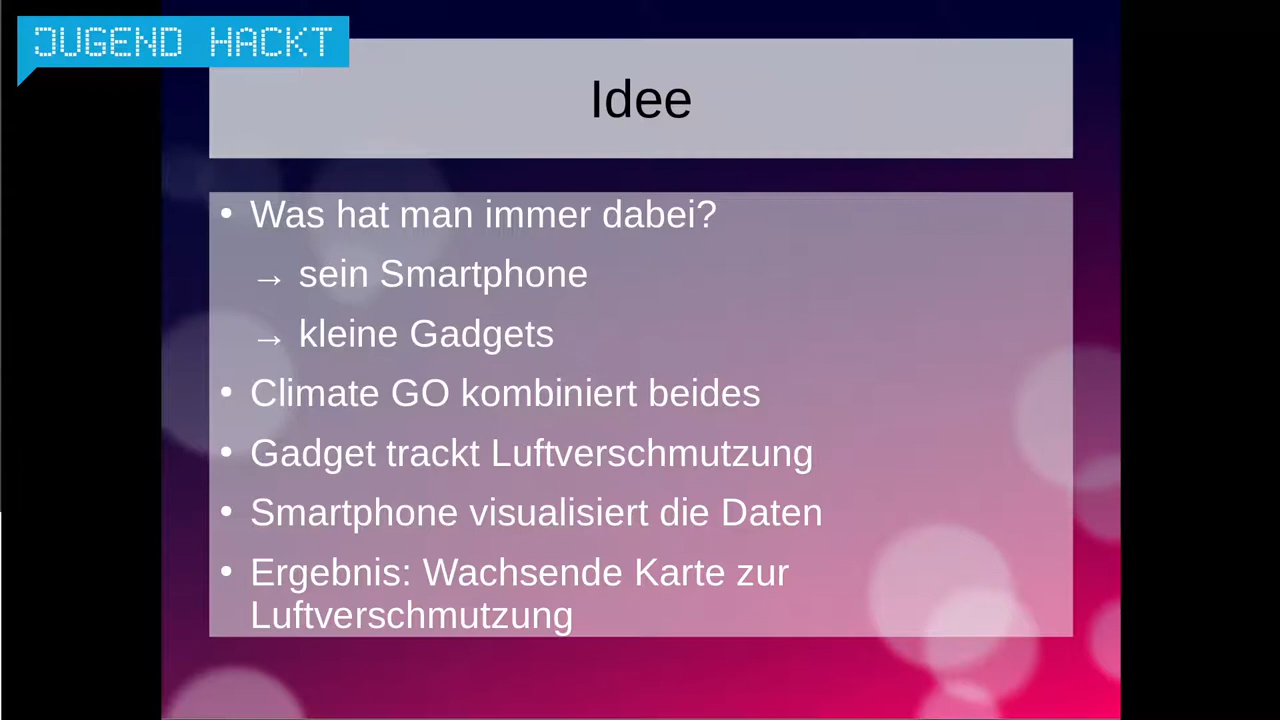 JUGEND HACKT
Idee
• Was hat man immer dabei?
→ sein Smartphone
→ kleine Gadgets
• Climate GO kombiniert beides
• Gadget trackt Luftverschmutzung
• Smartphone visualisiert die Daten
• Ergebnis: Wachsende Karte zur
Luftverschmutzung